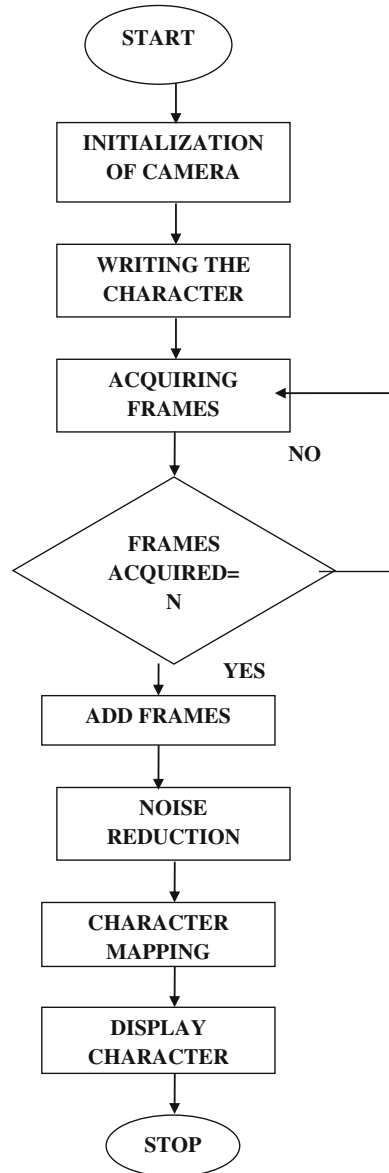 START
INITIALIZATION
OF CAMERA
WRITING THE
CHARACTER
ACQUIRING
FRAMES
NO
FRAMES
ACQUIRED=
N
YES
ADD FRAMES
NOISE
REDUCTION
CHARACTER
MAPPING
DISPLAY
CHARACTER
STOP